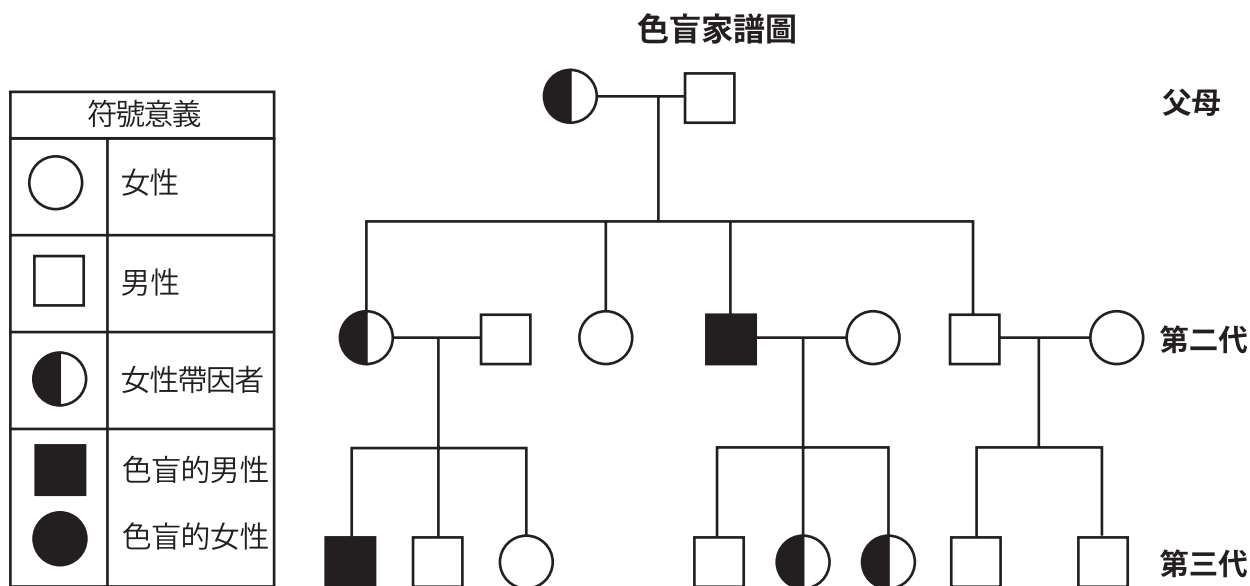 色盲家譜圖
父母
符號意義
女性
男性
女性帶因者
色盲的男性
色盲的女性
第二代
第三代